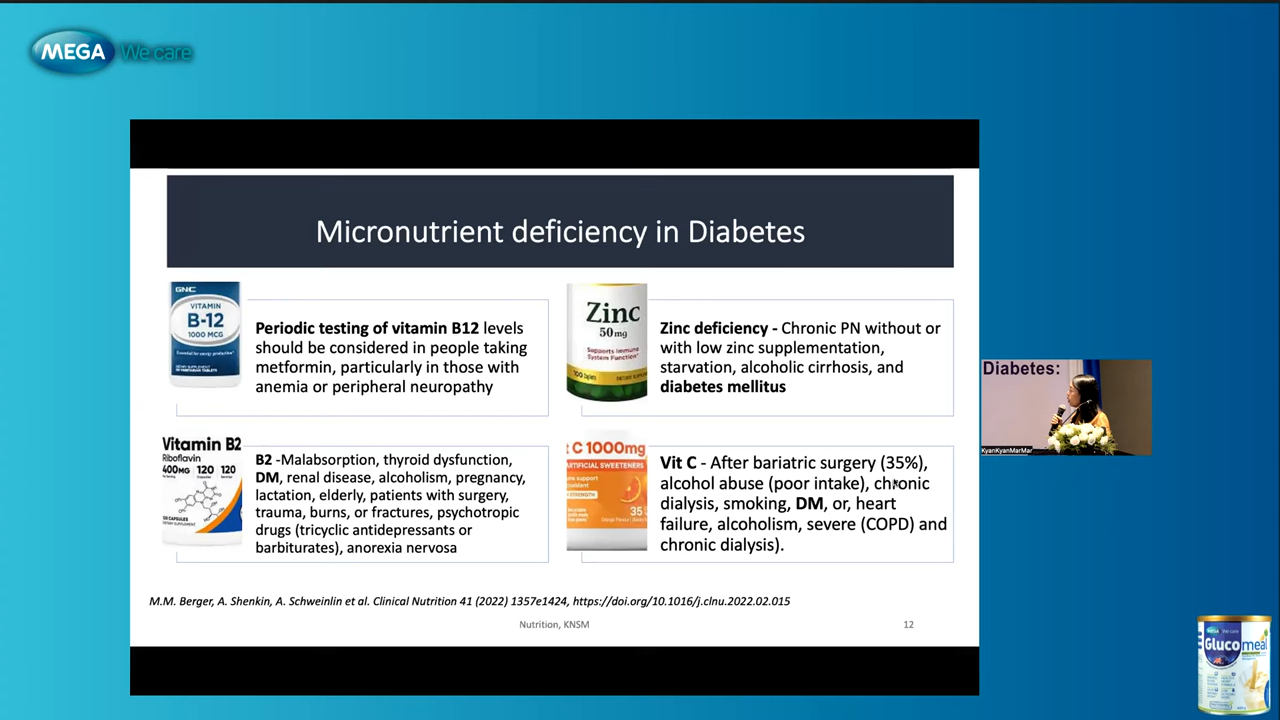 MEGA We care
Micronutrient deficiency in Diabetes
GNC
VITAMIN
B-12
1000 MCG
Periodic testing of vitamin B12 levels
should be considered in people taking
metformin, particularly in those with
anemia or peripheral neuropathy
Zinc
50mg
Supports Immune
System Function*
Zinc deficiency - Chronic PN without or
with low zinc supplementation,
starvation, alcoholic cirrhosis, and
diabetes mellitus
Vitamin B2
Riboflavin
400MG 120 120
B2 -Malabsorption, thyroid dysfunction,
DM, renal disease, alcoholism, pregnancy,
lactation, elderly, patients with surgery,
trauma, burns, or fractures, psychotropic
drugs (tricyclic antidepressants or
barbiturates), anorexia nervosa
t C 1000mg
ARTIFICIAL SWEETENERS
35
Vit C - After bariatric surgery (35%),
alcohol abuse (poor intake), chronic
dialysis, smoking, DM, or, heart
failure, alcoholism, severe (COPD) and
chronic dialysis).
M.M. Berger, A. Shenkin, A. Schweinlin et al. Clinical Nutrition 41 (2022) 1357e1424, https://doi.org/10.1016/j.clnu.2022.02.015
Nutrition, KNSM
12
Diabetes:
KyanKyanMarMar
MEGA We care
Glucomeal